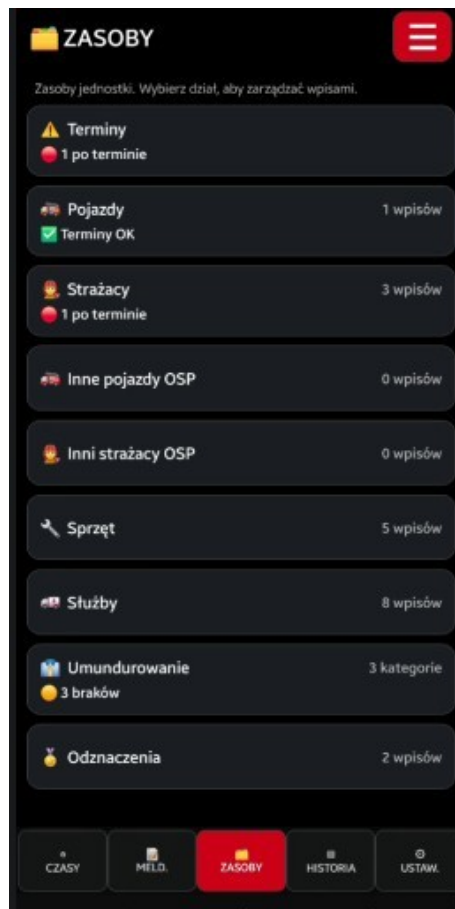 ZASOBY
Zasoby jednostki. Wybierz dział, aby zarządzać wpisami.
Terminy
1 po terminie
Pojazdy 1 wpisów
Terminy OK
Strażacy 3 wpisów
1 po terminie
Inne pojazdy OSP 0 wpisów
Inni strażacy OSP 0 wpisów
Sprzęt 5 wpisów
Służby 8 wpisów
Umundurowanie 3 kategorie
3 braków
Odznaczenia 2 wpisów
CZASY MELD. ZASOBY HISTORIA USTAW.